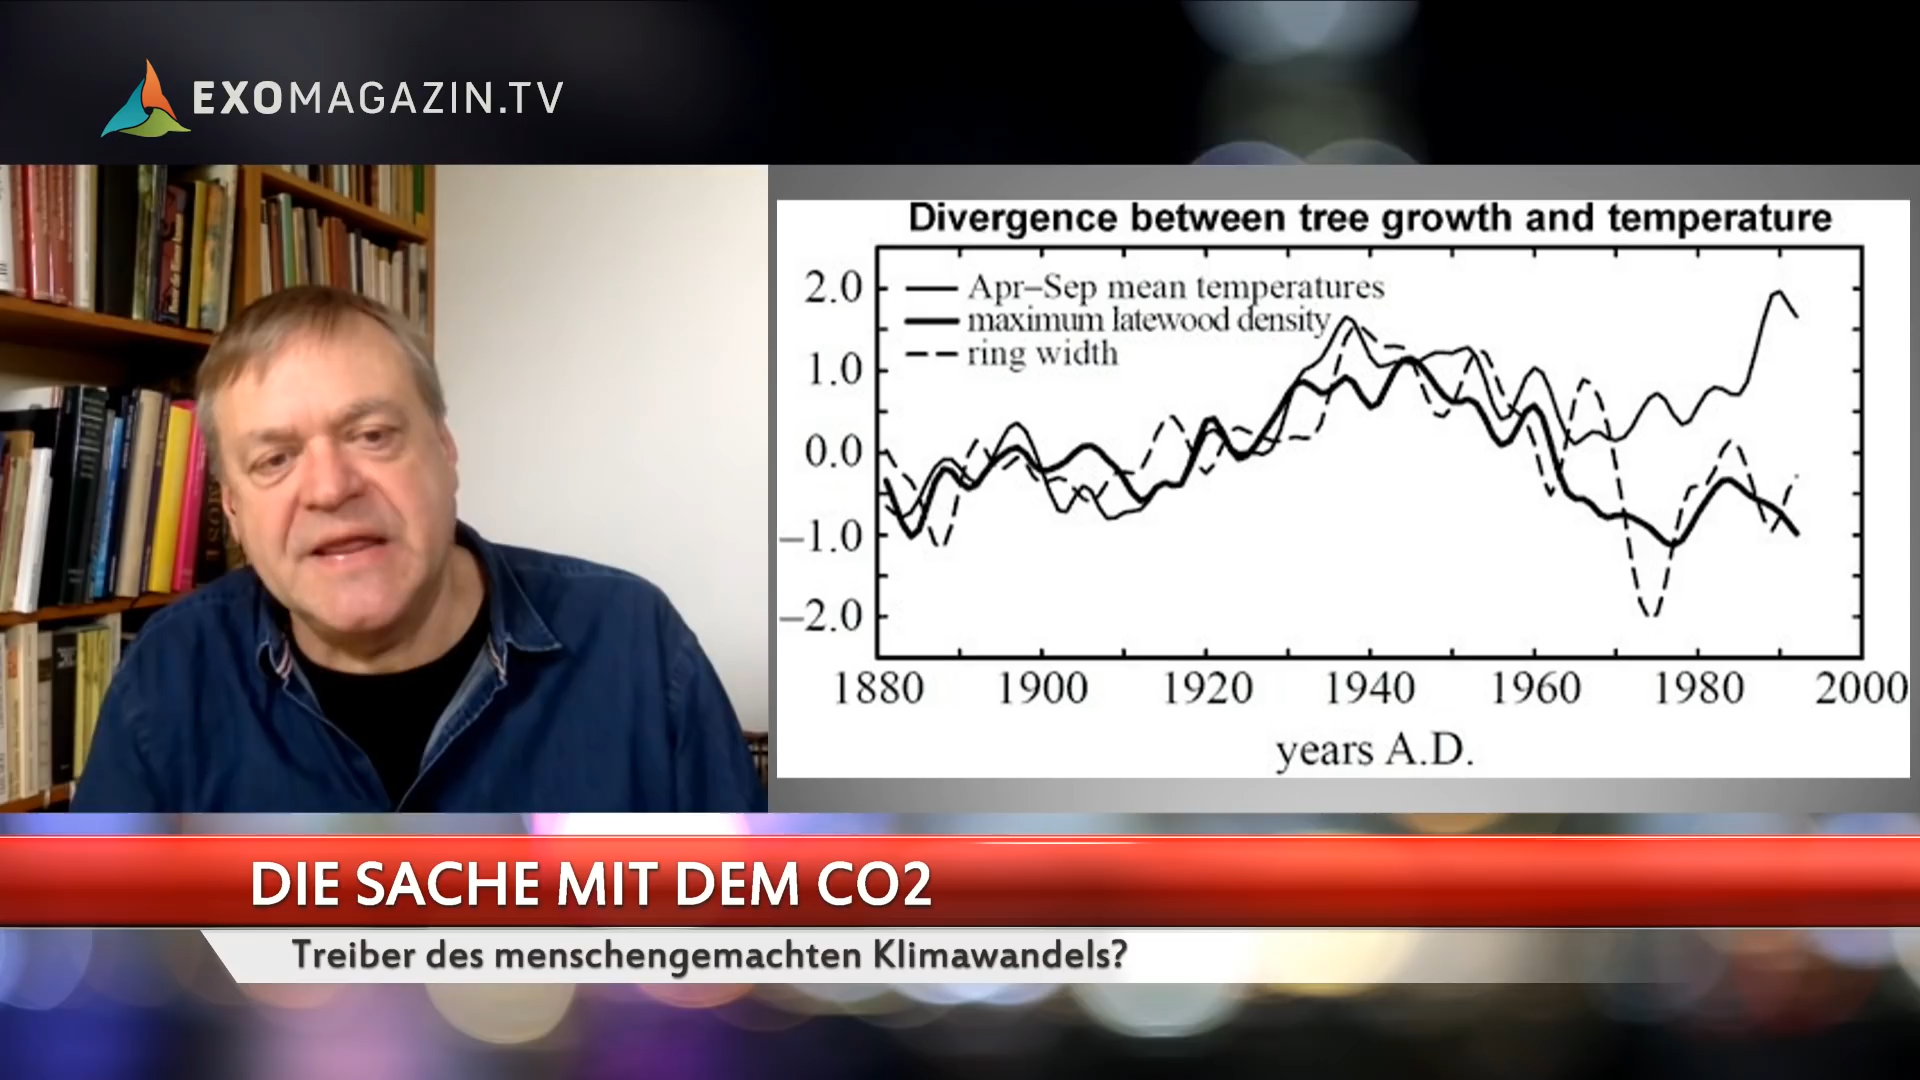 EXOMAGAZIN.TV
Divergence between tree growth and temperature
Apr–Sep mean temperatures
maximum latewood density
ring width
2.0
1.0
0.0
–1.0
–2.0
1880 1900 1920 1940 1960 1980 2000
years A.D.
DIE SACHE MIT DEM CO2
Treiber des menschengemachten Klimawandels?